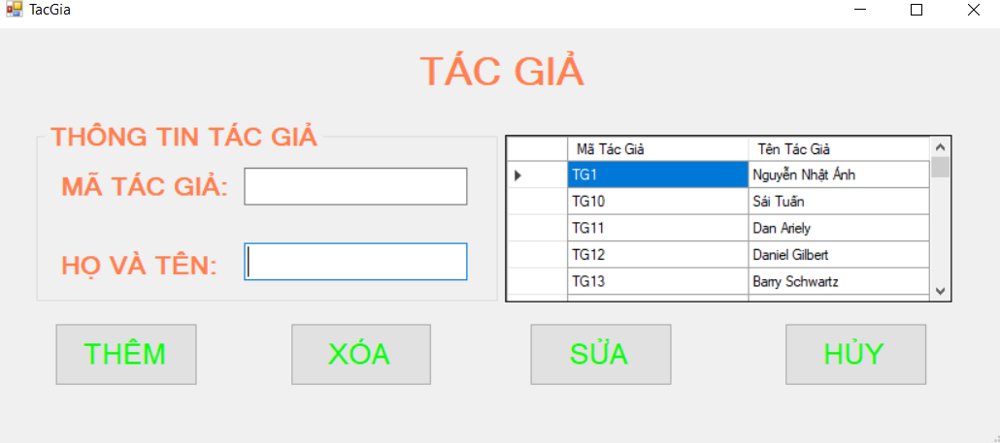 TacGia
TÁC GIẢ
THÔNG TIN TÁC GIẢ
MÃ TÁC GIẢ:
HỌ VÀ TÊN:
Mã Tác Giả Tên Tác Giả
TG1 Nguyễn Nhật Ánh
TG10 Sái Tuấn
TG11 Dan Ariely
TG12 Daniel Gilbert
TG13 Barry Schwartz
THÊM XÓA SỬA HỦY